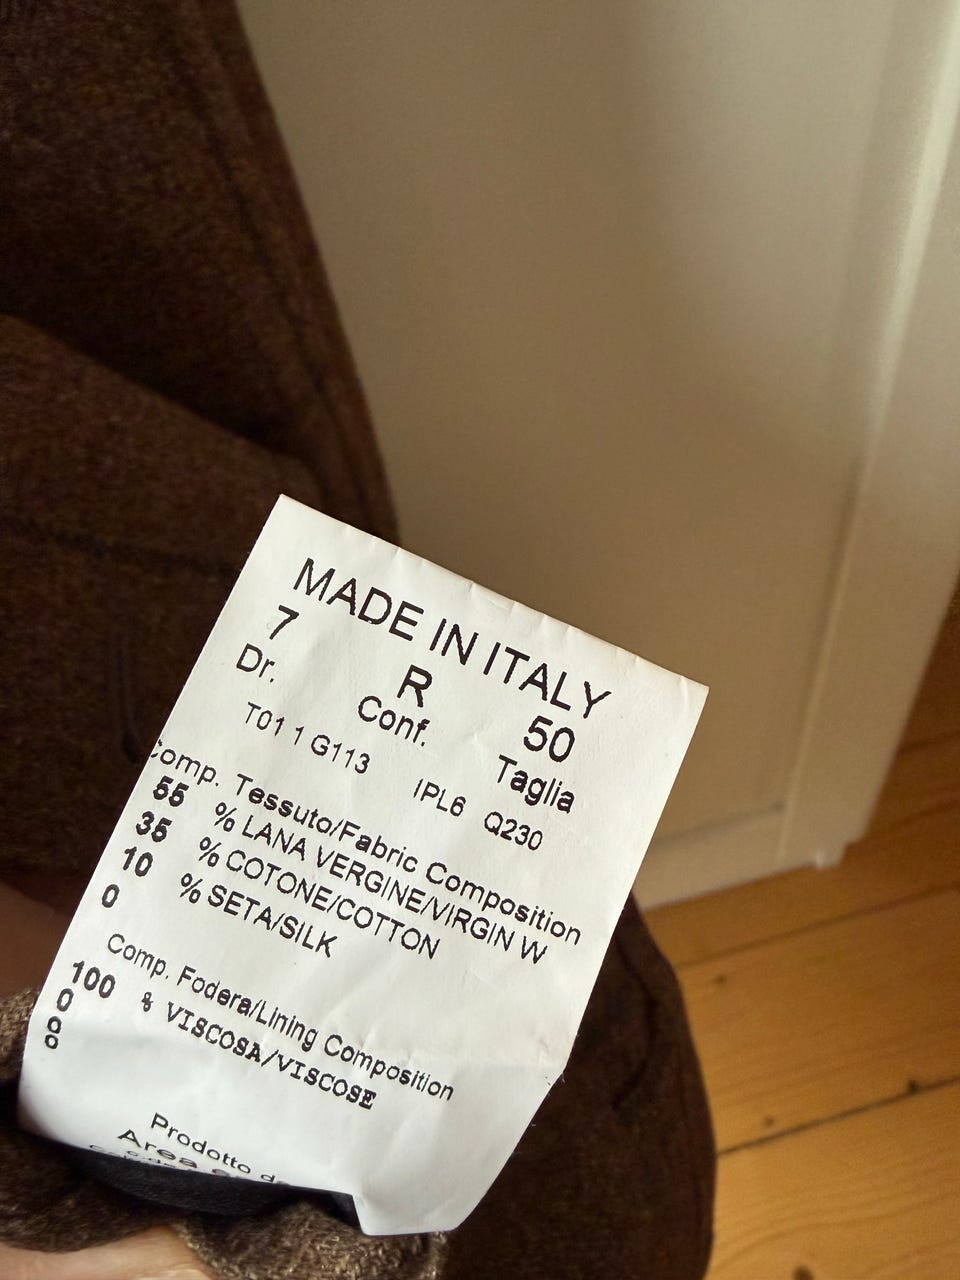 MADE IN ITALY
7 R 50
Dr. Conf. Taglia
T01 1 G113 IPL6 Q230
Comp. Tessuto/Fabric Composition
55 % LANA VERGINE/VIRGIN W
35 % COTONE/COTTON
10 % SETA/SILK
0
Comp. Fodera/Lining Composition
100 % VISCOSA/VISCOSE
0
0
0
Prodotto d
Area